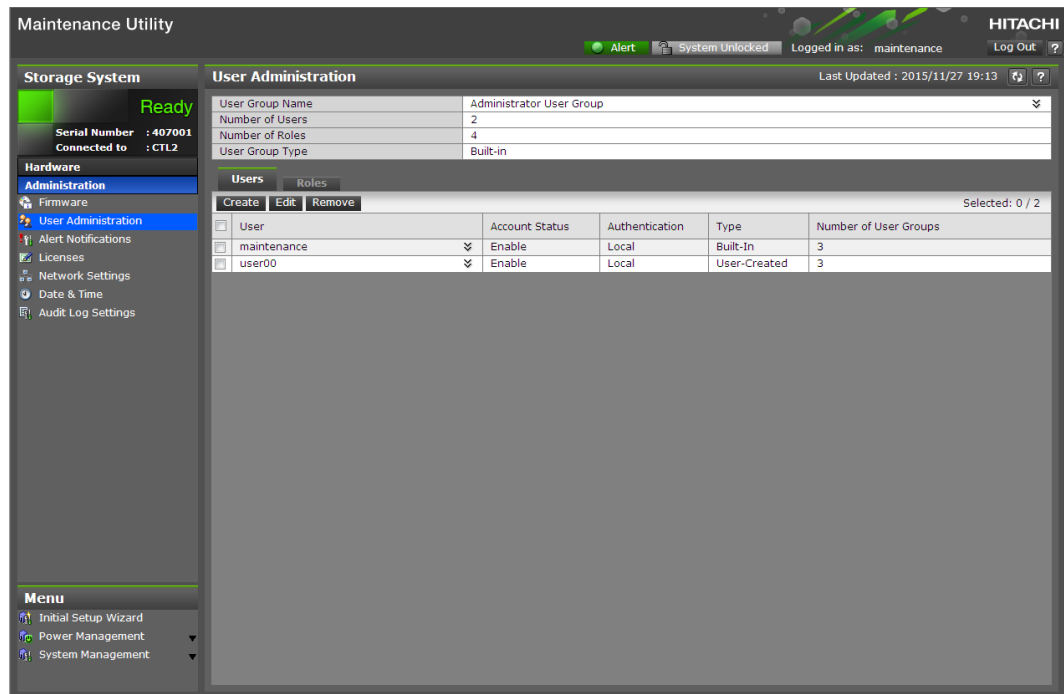 Maintenance Utility
HITACHI
Alert System Unlocked Logged in as: maintenance Log Out ?
Storage System
Ready
Serial Number : 407001
Connected to : CTL2
Hardware
Administration
Firmware
User Administration
Alert Notifications
Licenses
Network Settings
Date & Time
Audit Log Settings
Menu
Initial Setup Wizard
Power Management
System Management
User Administration Last Updated : 2015/11/27 19:13 ?
User Group Name Administrator User Group
Number of Users 2
Number of Roles 4
User Group Type Built-in
Users Roles
Create Edit Remove Selected: 0 / 2
User Account Status Authentication Type Number of User Groups
maintenance Enable Local Built-In 3
user00 Enable Local User-Created 3